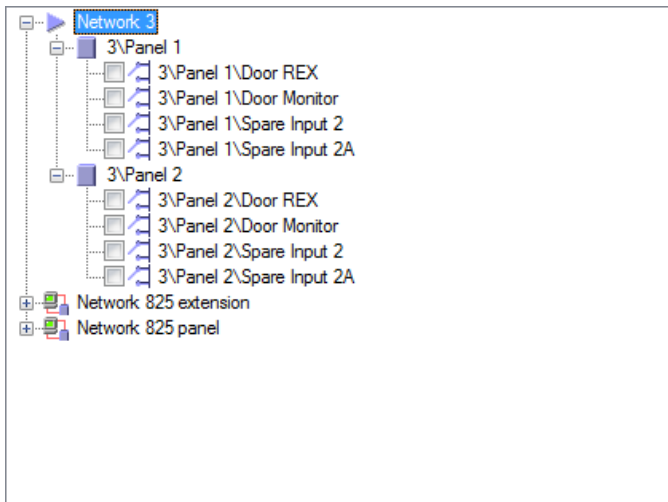 Network 3
3\Panel 1
3\Panel 1\Door REX
3\Panel 1\Door Monitor
3\Panel 1\Spare Input 2
3\Panel 1\Spare Input 2A
3\Panel 2
3\Panel 2\Door REX
3\Panel 2\Door Monitor
3\Panel 2\Spare Input 2
3\Panel 2\Spare Input 2A
Network 825 extension
Network 825 panel